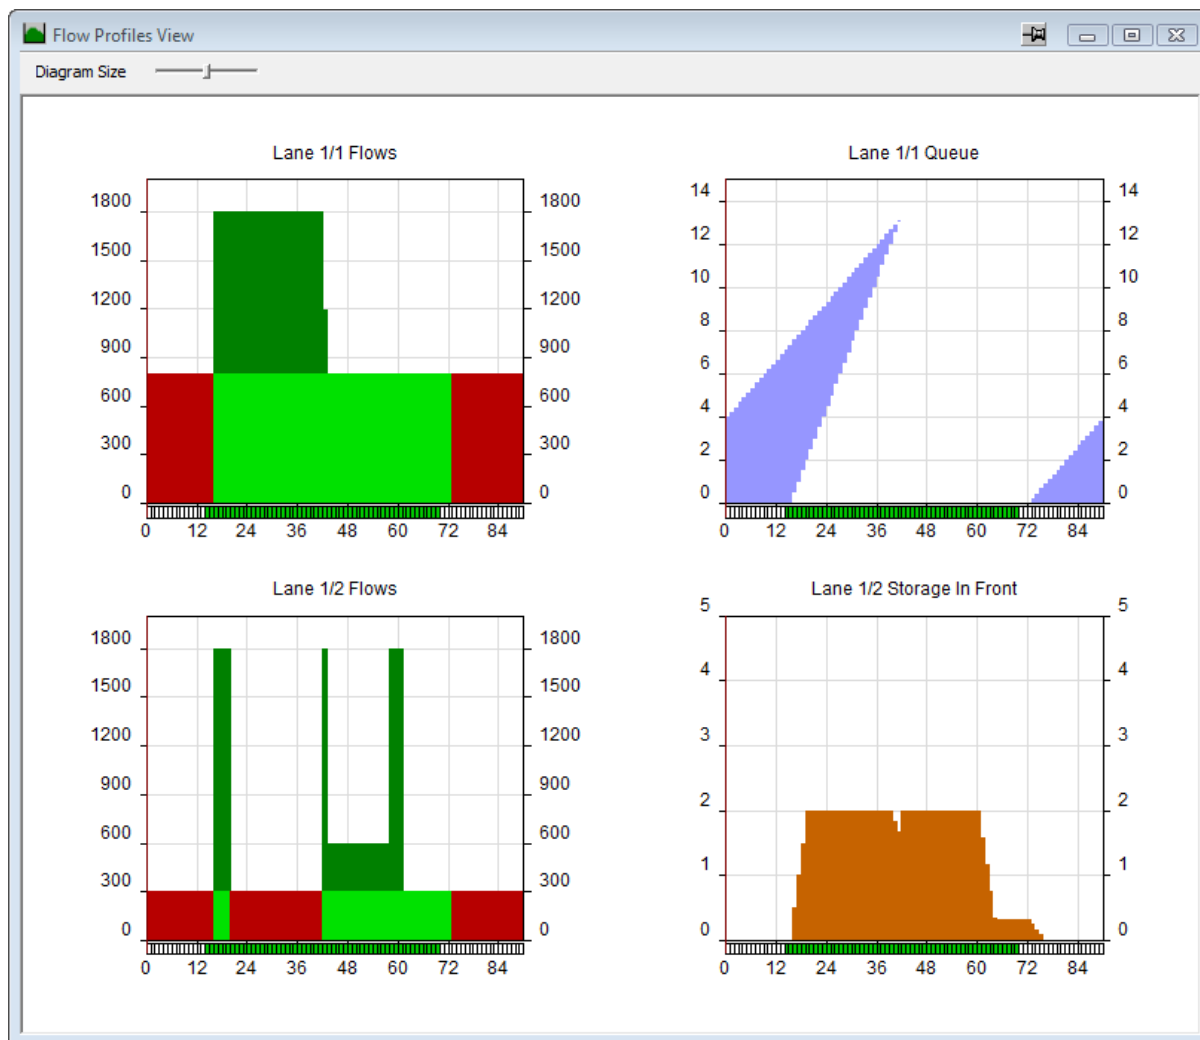 Flow Profiles View
Diagram Size
Lane 1/1 Flows
1800 1800
1500 1500
1200 1200
900 900
600 600
300 300
0 0
0 12 24 36 48 60 72 84
Lane 1/1 Queue
14 14
12 12
10 10
8 8
6 6
4 4
2 2
0 0
0 12 24 36 48 60 72 84
Lane 1/2 Flows
1800 1800
1500 1500
1200 1200
900 900
600 600
300 300
0 0
0 12 24 36 48 60 72 84
Lane 1/2 Storage In Front
5 5
4 4
3 3
2 2
1 1
0 0
0 12 24 36 48 60 72 84